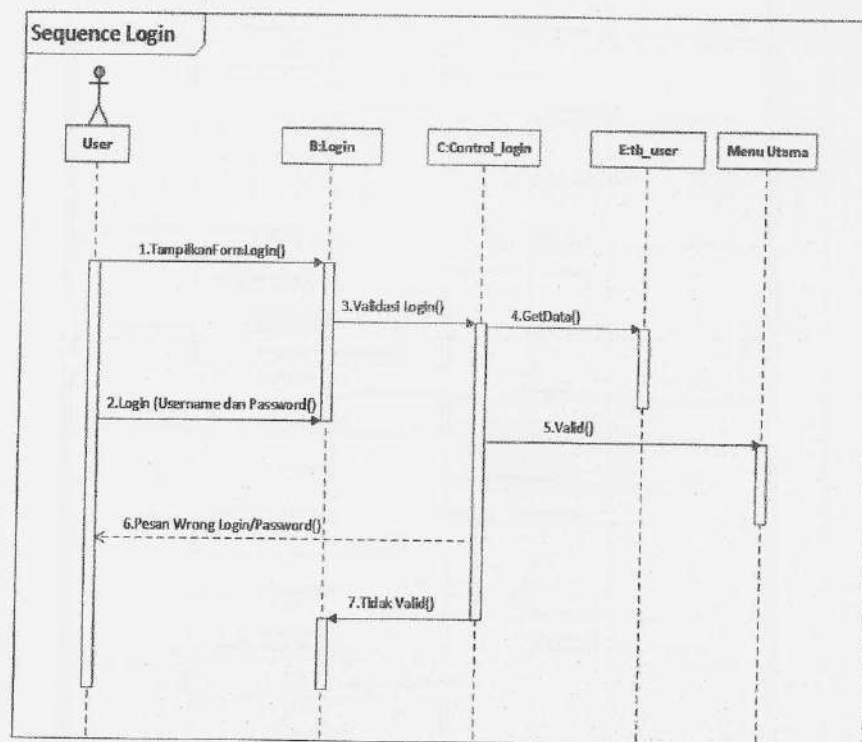 Sequence Login
User
B:Login
C:Control_login
E:tb_user
Menu Utama
1.TampilkanFormLogin()
3.Validasi Login()
4.GetData()
2.Login (Username dan Password()
5.Valid()
6.Pesan Wrong Login/Password()
7.Tidak Valid()